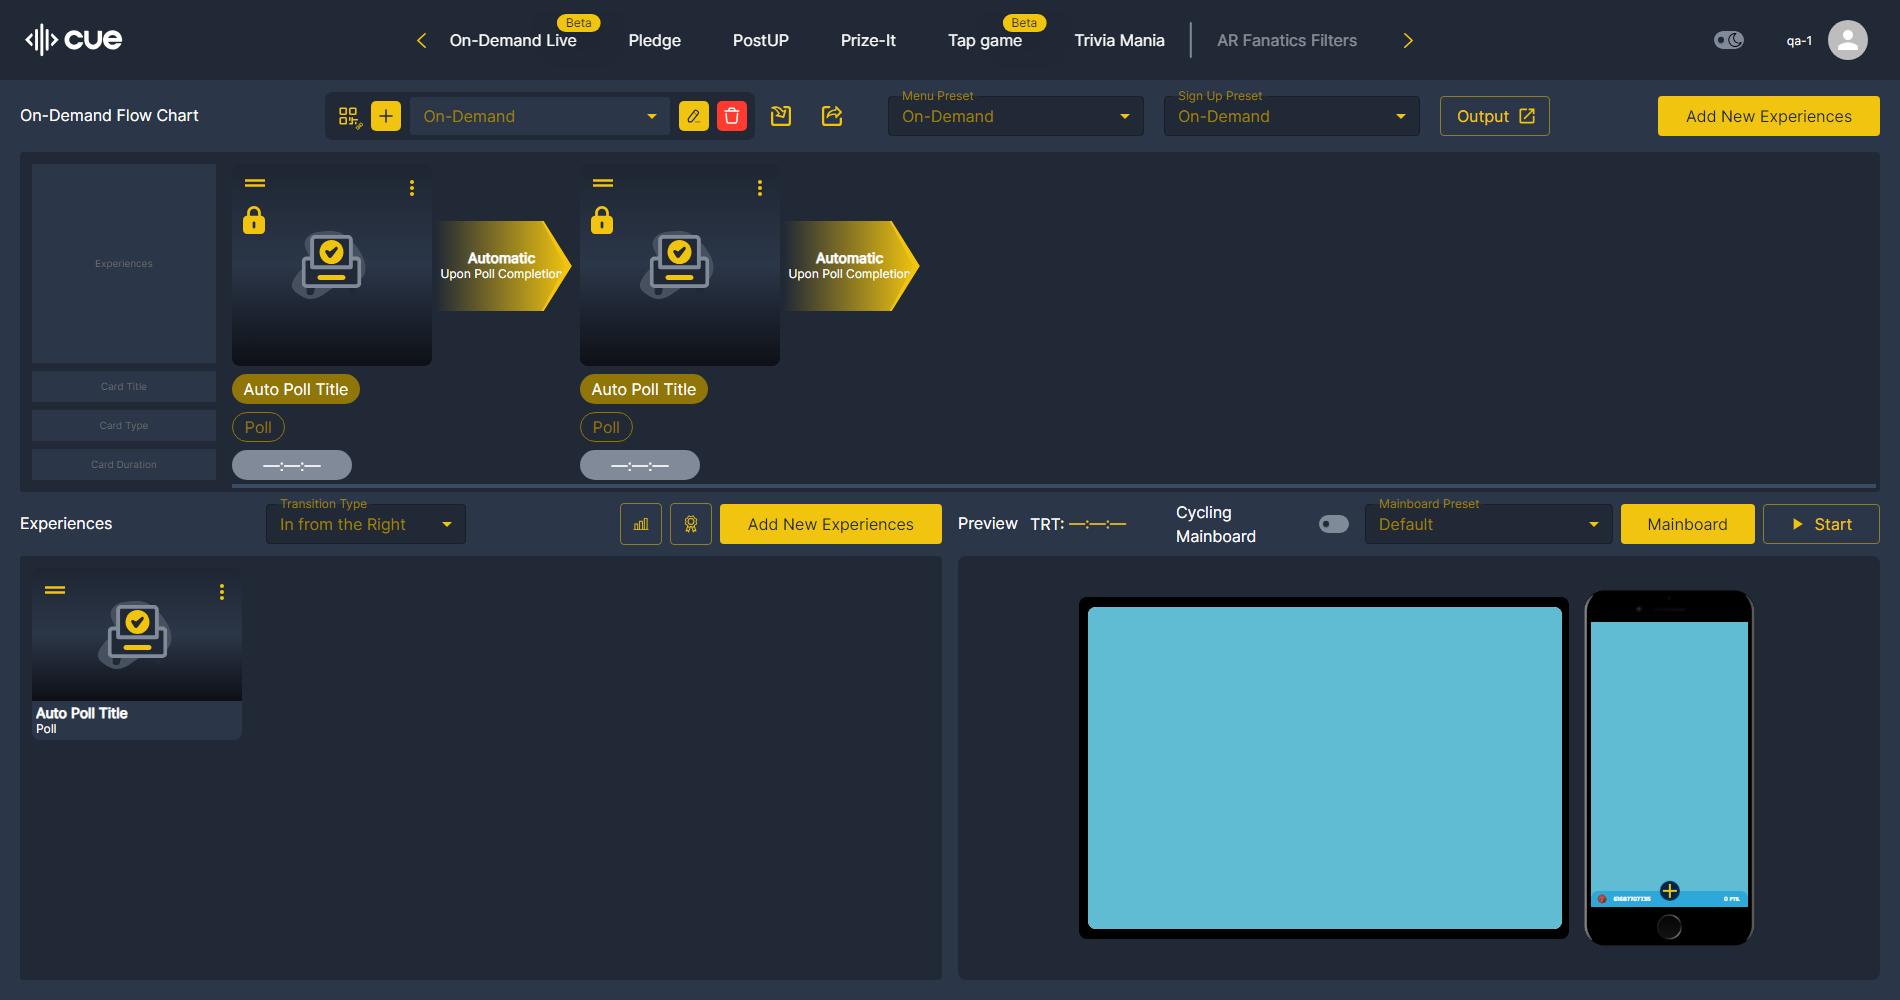 cue
On-Demand Live
Beta
Pledge
PostUP
Prize-It
Tap game
Beta
Trivia Mania
AR Fanatics Filters
qa-1
On-Demand Flow Chart
On-Demand
Menu Preset
On-Demand
Sign Up Preset
On-Demand
Output
Add New Experiences
Experiences
Automatic
Upon Poll Completion
Automatic
Upon Poll Completion
Card Title
Auto Poll Title
Auto Poll Title
Card Type
Poll
Poll
Card Duration
—:—:—
—:—:—
Experiences
Transition Type
In from the Right
Add New Experiences
Preview
TRT: —:—:—
Cycling
Mainboard
Mainboard Preset
Default
Mainboard
Start
Auto Poll Title
Poll
61687707735
0 PTS.